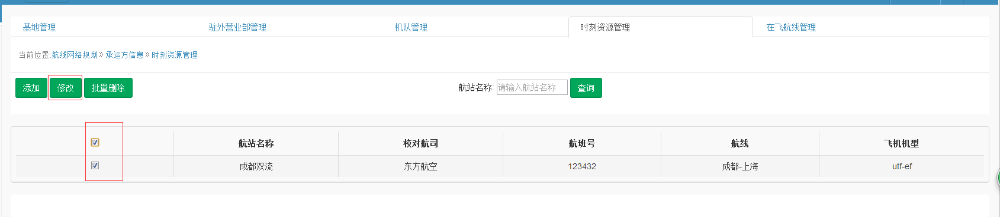 基地管理 驻外营业部管理 机队管理 时刻资源管理 在飞航线管理
当前位置:航线网络规划» 承运方信息» 时刻资源管理
添加 修改 批量删除 航站名称: 请输入航站名称 查询
航站名称 校对航司 航班号 航线 飞机机型
成都双流 东方航空 123432 成都-上海 utf-ef